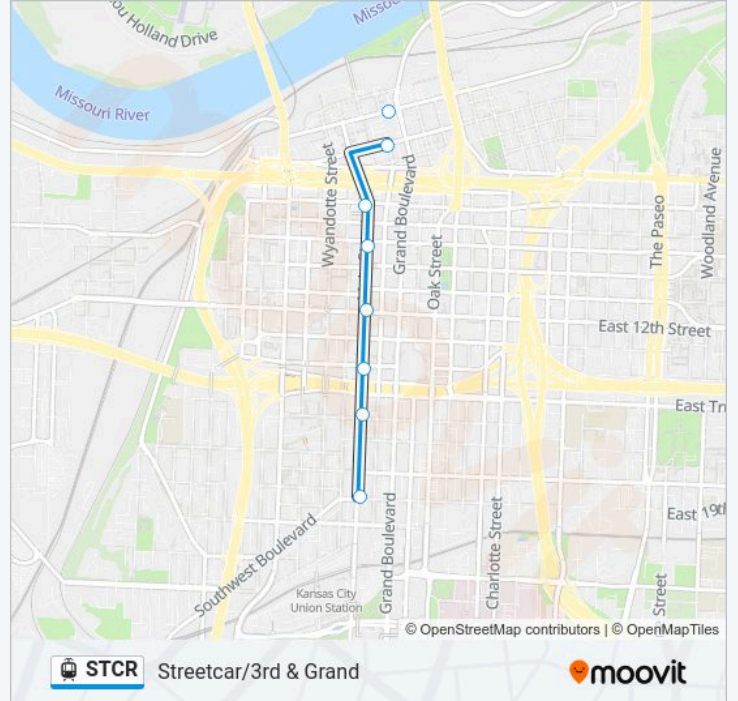 ou Holland Drive
Misso
Missouri River
Wyandotte Street
Grand Boulevard
Oak Street
The Paseo
Woodland Avenue
East 12th Street
East Tr
East 19th
Southwest Boulevard
Grand Boulevard
Charlotte Street
Street
Kansas City
Union Station
© OpenStreetMap contributors | © OpenMapTiles
STCR Streetcar/3rd & Grand
moovit